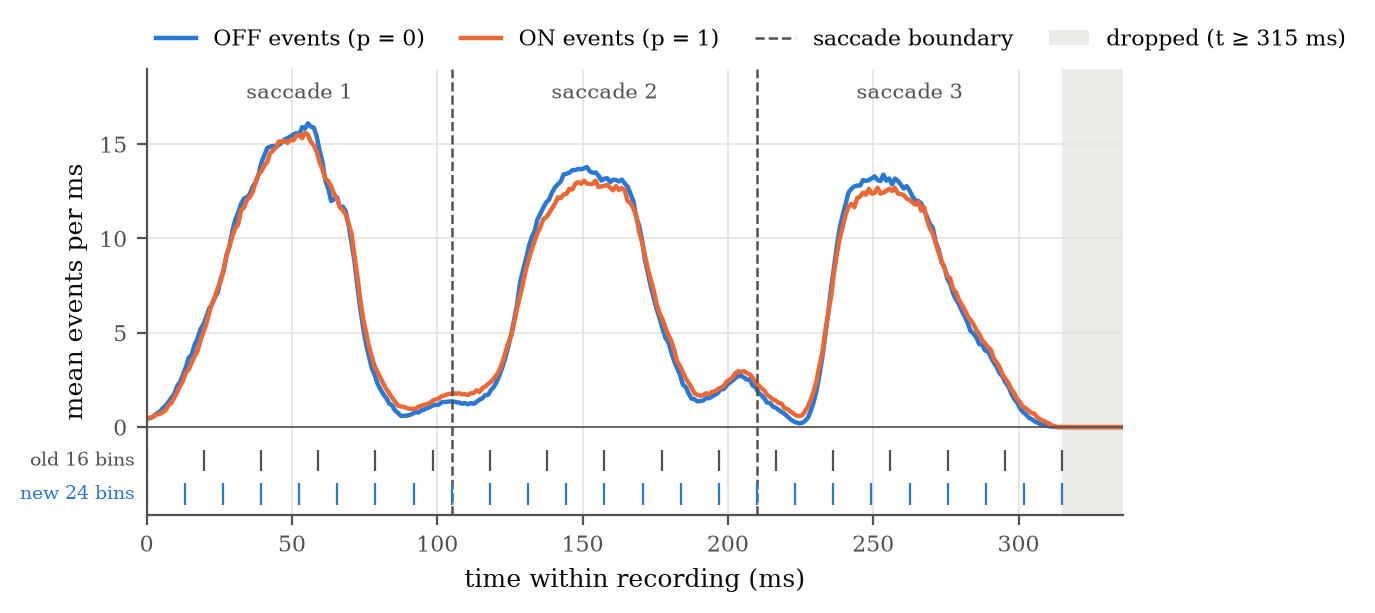 OFF events (p = 0) ON events (p = 1) saccade boundary dropped (t ≥ 315 ms)
saccade 1 saccade 2 saccade 3
mean events per ms
15
10
5
0
old 16 bins
new 24 bins
0 50 100 150 200 250 300
time within recording (ms)